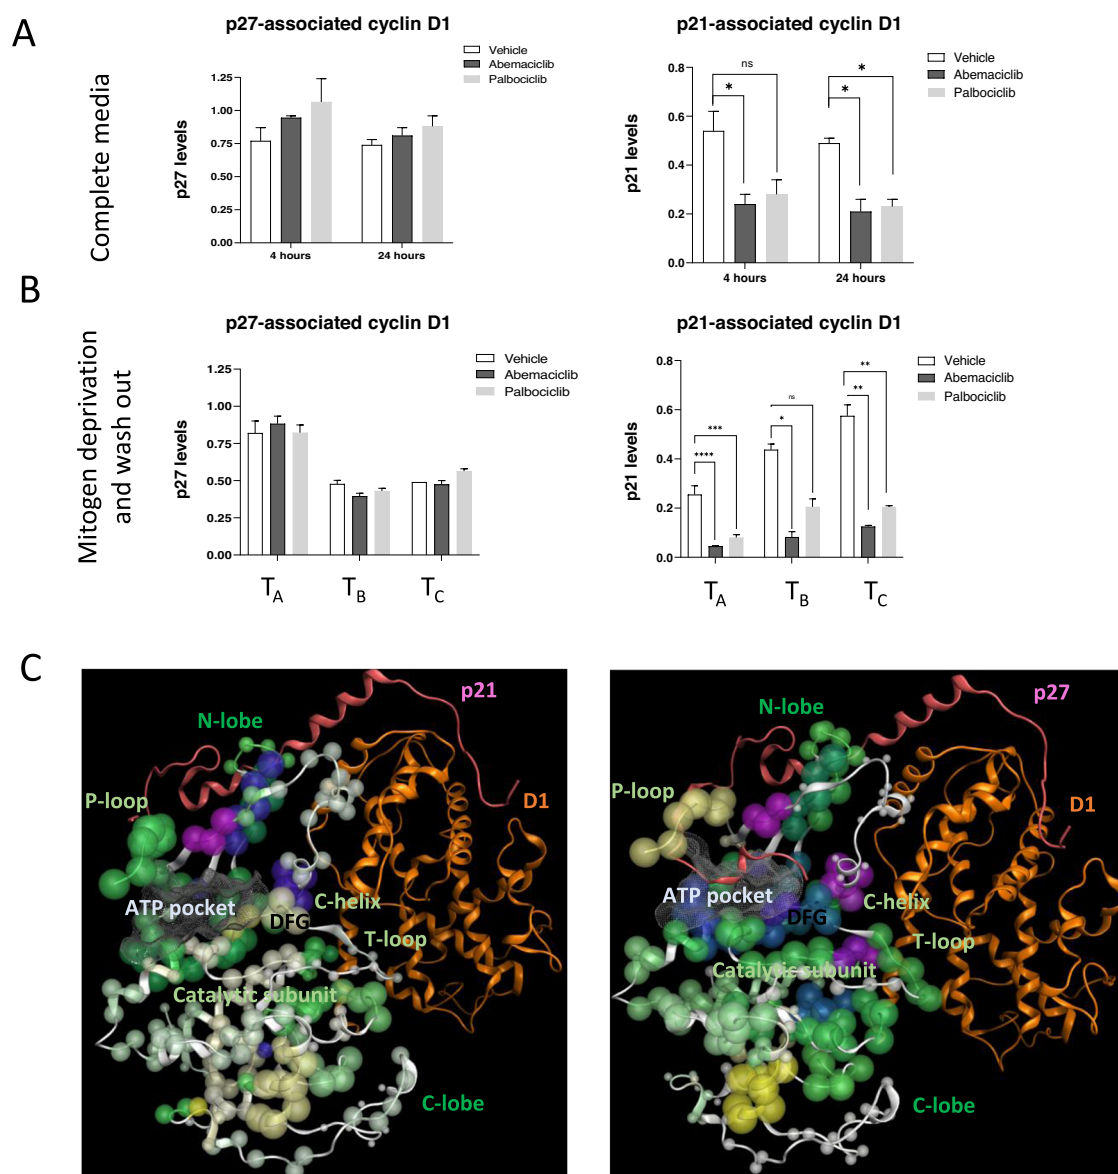 A
Complete media
p27-associated cyclin D1
Vehicle
Abemaciclib
Palbociclib
p27 levels
1.25
1.00
0.75
0.50
0.25
0.00
4 hours
24 hours
p21-associated cyclin D1
Vehicle
Abemaciclib
Palbociclib
p21 levels
0.8
0.6
0.4
0.2
0.0
ns
*
*
*
4 hours
24 hours
B
Mitogen deprivation
and wash out
p27-associated cyclin D1
Vehicle
Abemaciclib
Palbociclib
p27 levels
1.25
1.00
0.75
0.50
0.25
0.00
TA
TB
TC
p21-associated cyclin D1
Vehicle
Abemaciclib
Palbociclib
p21 levels
0.8
0.6
0.4
0.2
0.0
***
****
ns
*
**
**
TA
TB
TC
C
p21
N-lobe
P-loop
D1
ATP pocket
C-helix
DFG
T-loop
Catalytic subunit
C-lobe
p27
N-lobe
P-loop
D1
ATP pocket
C-helix
DFG
T-loop
Catalytic subunit
C-lobe